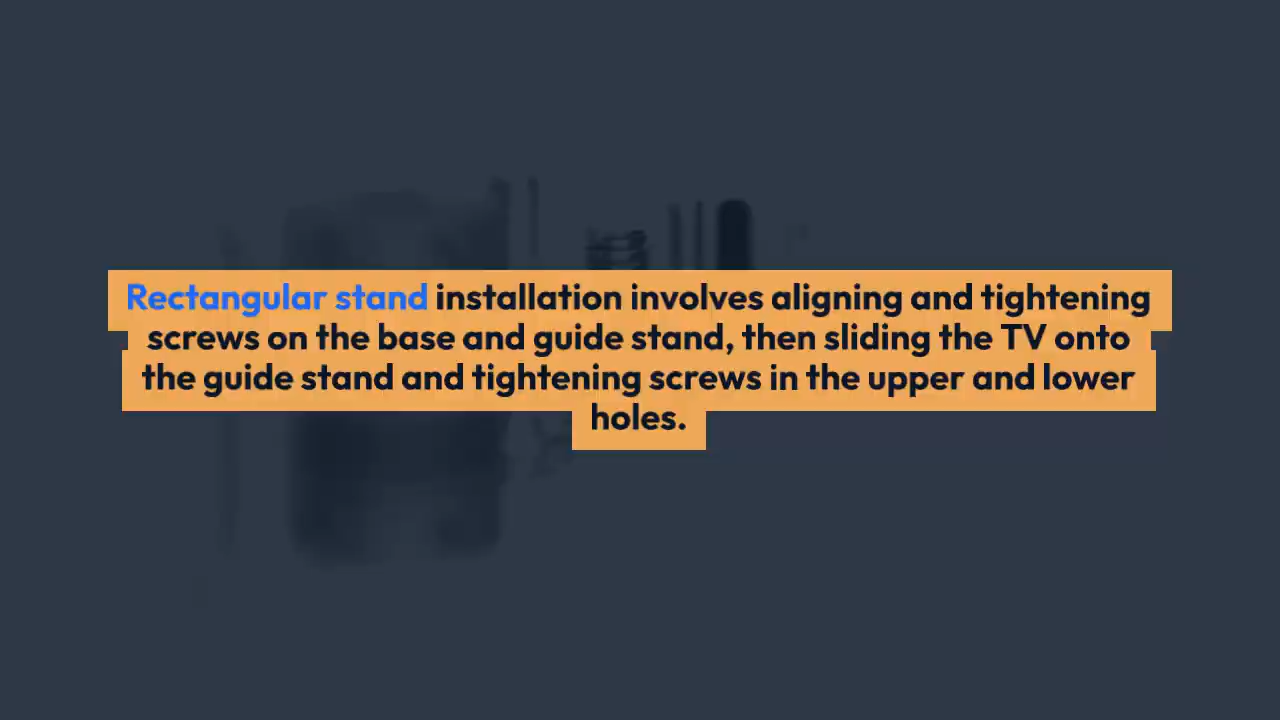 Rectangular stand installation involves aligning and tightening
screws on the base and guide stand, then sliding the TV onto
the guide stand and tightening screws in the upper and lower
holes.